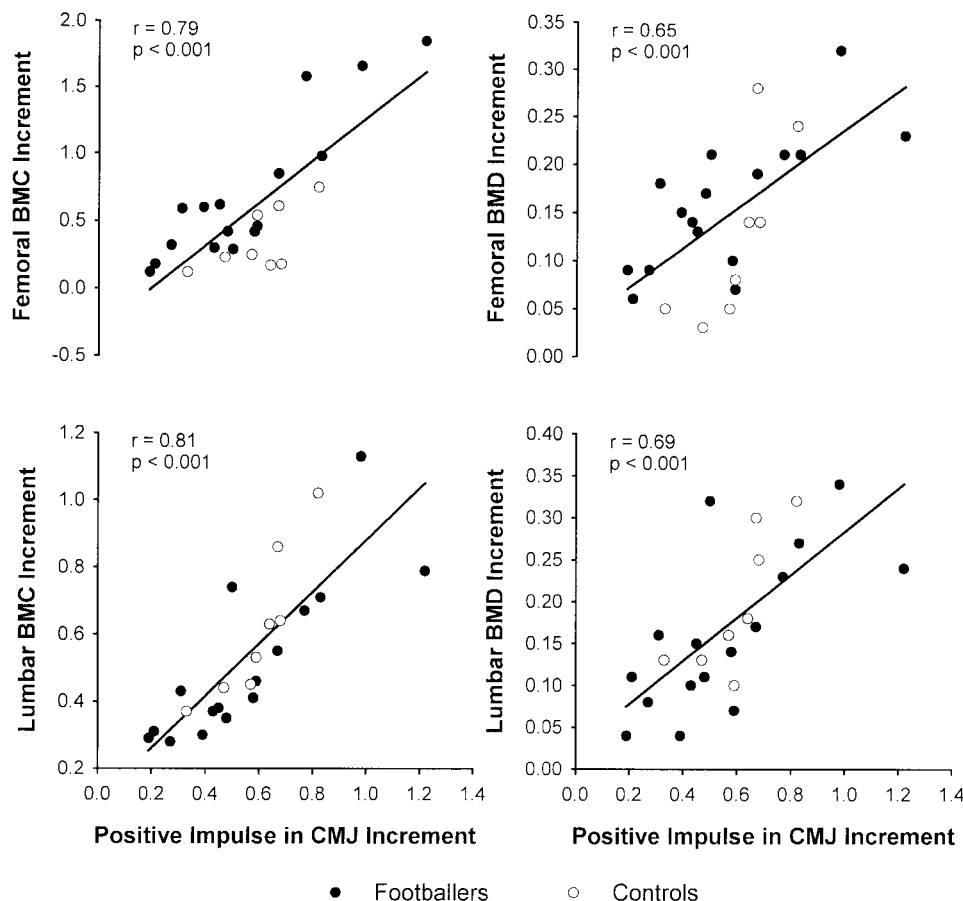 r = 0.79
p < 0.001
Femoral BMC Increment
2.0
1.5
1.0
0.5
0.0
-0.5
r = 0.65
p < 0.001
Femoral BMD Increment
0.35
0.30
0.25
0.20
0.15
0.10
0.05
0.00
r = 0.81
p < 0.001
Lumbar BMC Increment
1.2
1.0
0.8
0.6
0.4
0.2
0.0 0.2 0.4 0.6 0.8 1.0 1.2 1.4
Positive Impulse in CMJ Increment
r = 0.69
p < 0.001
Lumbar BMD Increment
0.40
0.35
0.30
0.25
0.20
0.15
0.10
0.05
0.00
0.0 0.2 0.4 0.6 0.8 1.0 1.2 1.4
Positive Impulse in CMJ Increment
Footballers Controls